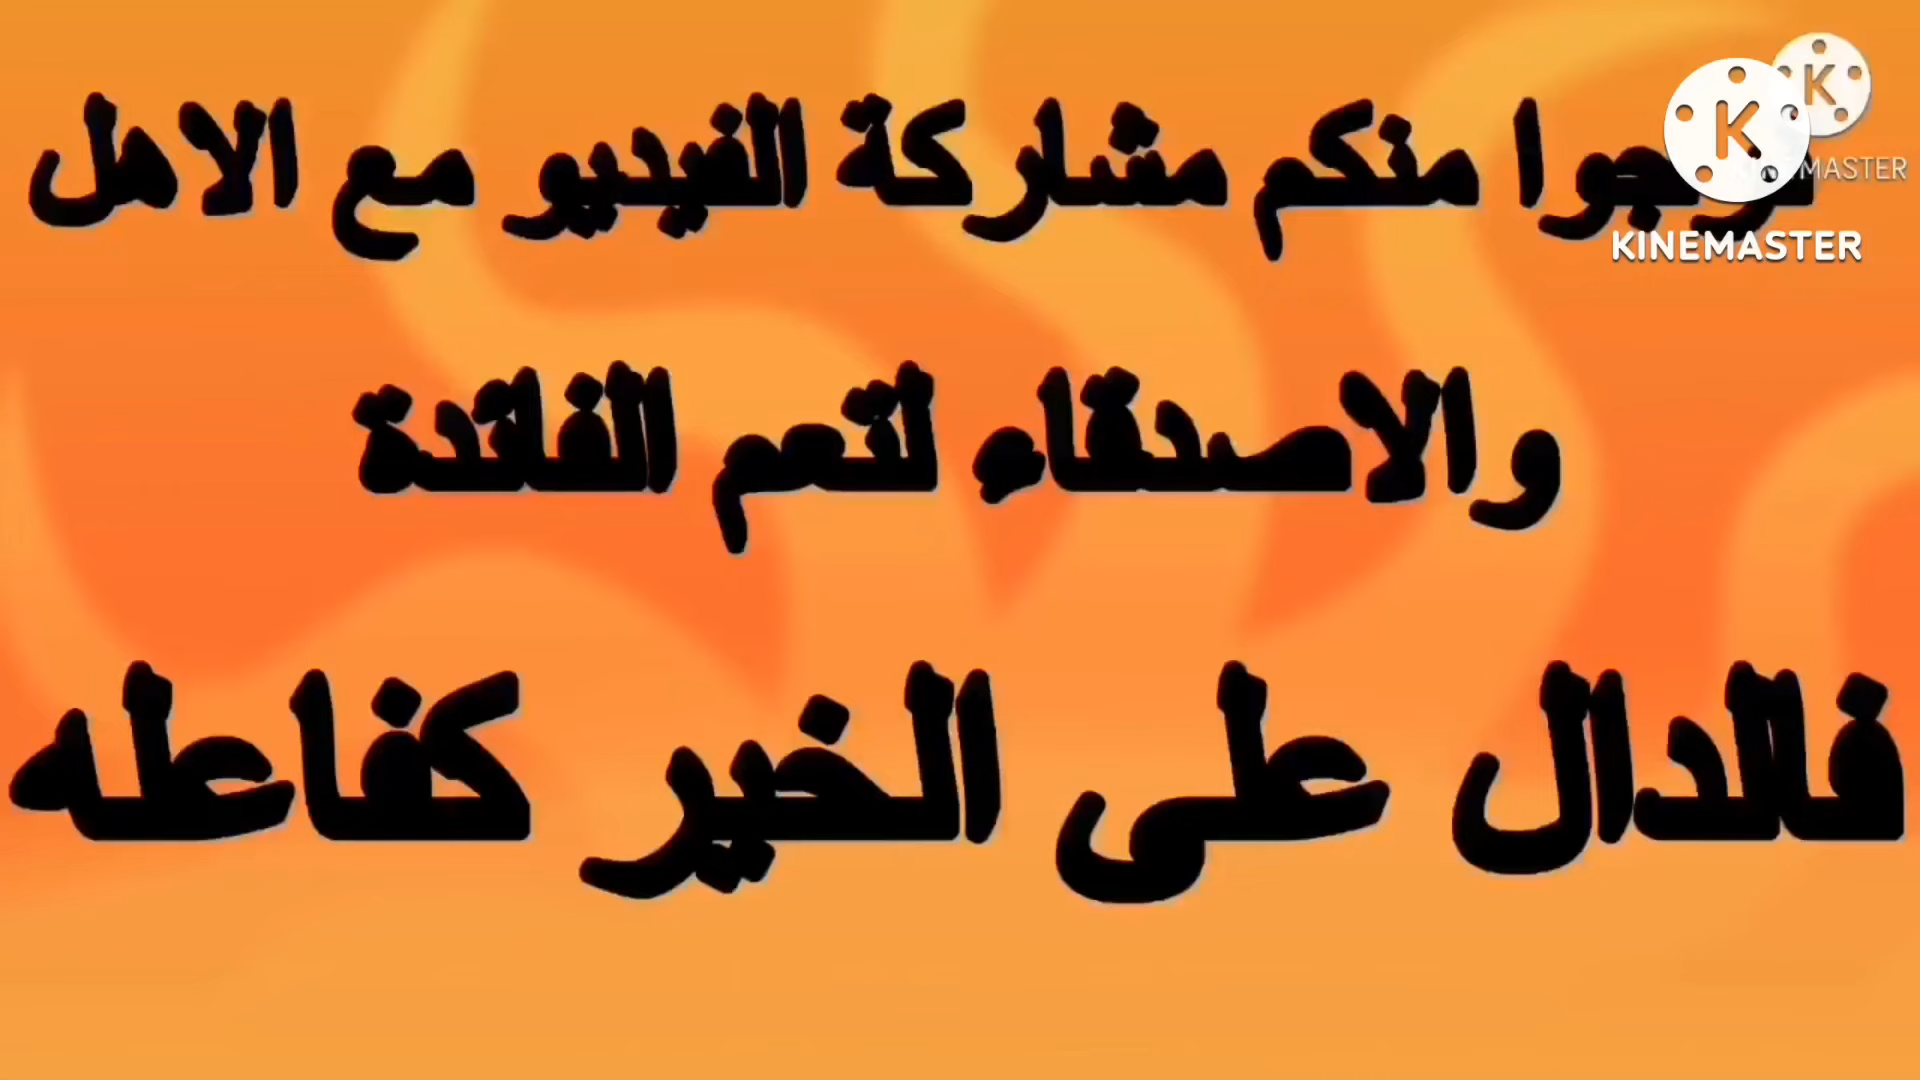 منكم مشاركة الفيديو مع الاهل
والاصدقاء لتعم الفائدة
فالدال على الخير كفاعله
KINEMASTER